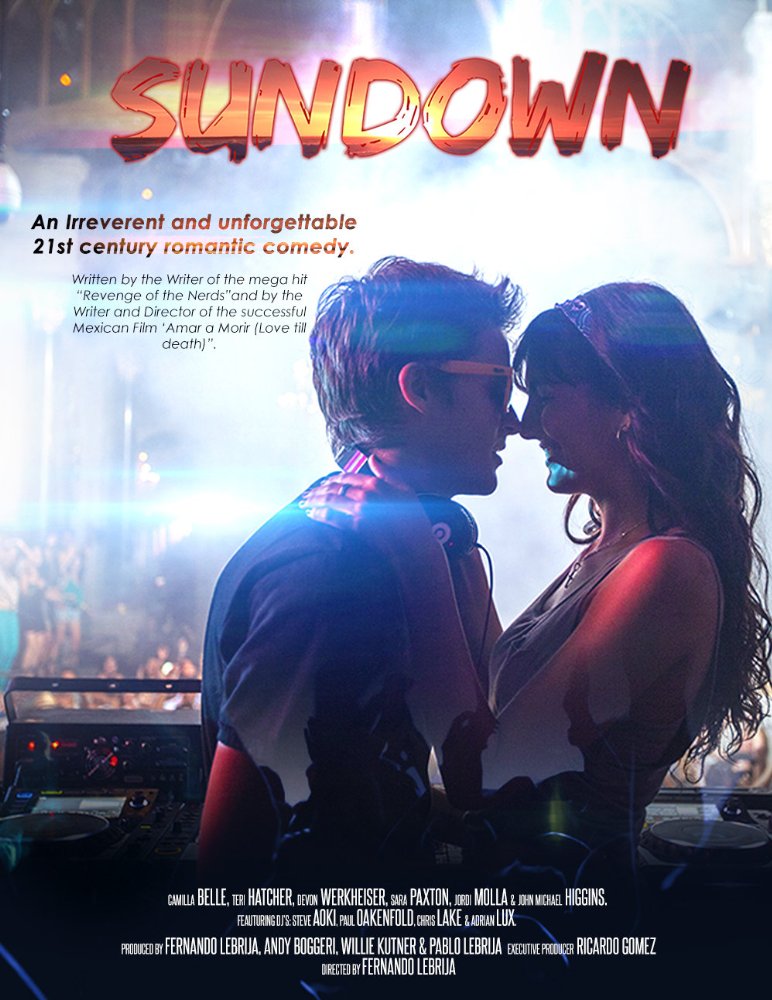 SUNDOWN
An Irreverent and unforgettable
21st century romantic comedy.
Written by the Writer of the mega hit
“Revenge of the Nerds”and by the
Writer and Director of the successful
Mexican Film ‘Amar a Morir (Love till
death)”.
CAMILLA BELLE, TERI HATCHER, DEVON WERKHEISER, SARA PAXTON, JORDI MOLLA & JOHN MICHAEL HIGGINS.
FEAUTURING DJ'S: STEVE AOKI, PAUL OAKENFOLD, CHRIS LAKE & ADRIAN LUX.
PRODUCED BY FERNANDO LEBRIJA, ANDY BOGGERI, WILLIE KUTNER & PABLO LEBRIJA EXECUTIVE PRODUCER RICARDO GOMEZ
DIRECTED BY FERNANDO LEBRIJA